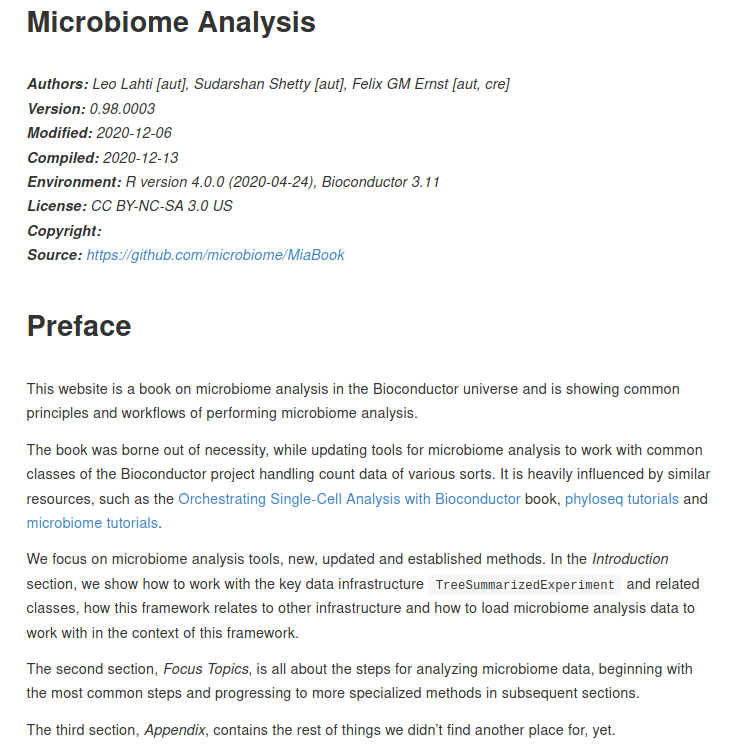 Microbiome Analysis
Authors: Leo Lahti [aut], Sudarshan Shetty [aut], Felix GM Ernst [aut, cre]
Version: 0.98.0003
Modified: 2020-12-06
Compiled: 2020-12-13
Environment: R version 4.0.0 (2020-04-24), Bioconductor 3.11
License: CC BY-NC-SA 3.0 US
Copyright:
Source: https://github.com/microbiome/MiaBook
Preface
This website is a book on microbiome analysis in the Bioconductor universe and is showing common
principles and workflows of performing microbiome analysis.
The book was borne out of necessity, while updating tools for microbiome analysis to work with common
classes of the Bioconductor project handling count data of various sorts. It is heavily influenced by similar
resources, such as the Orchestrating Single-Cell Analysis with Bioconductor book, phyloseq tutorials and
microbiome tutorials.
We focus on microbiome analysis tools, new, updated and established methods. In the Introduction
section, we show how to work with the key data infrastructure TreeSummarizedExperiment and related
classes, how this framework relates to other infrastructure and how to load microbiome analysis data to
work with in the context of this framework.
The second section, Focus Topics, is all about the steps for analyzing microbiome data, beginning with
the most common steps and progressing to more specialized methods in subsequent sections.
The third section, Appendix, contains the rest of things we didn’t find another place for, yet.